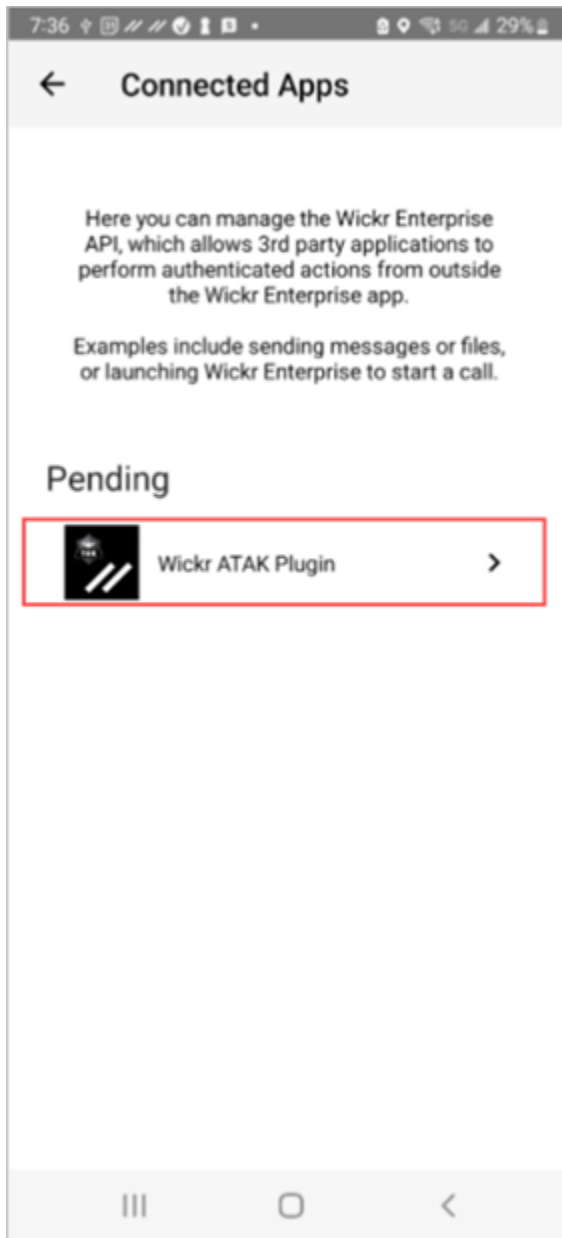 7:36 5G 29%
Connected Apps
Here you can manage the Wickr Enterprise
API, which allows 3rd party applications to
perform authenticated actions from outside
the Wickr Enterprise app.
Examples include sending messages or files,
or launching Wickr Enterprise to start a call.
Pending
Wickr ATAK Plugin